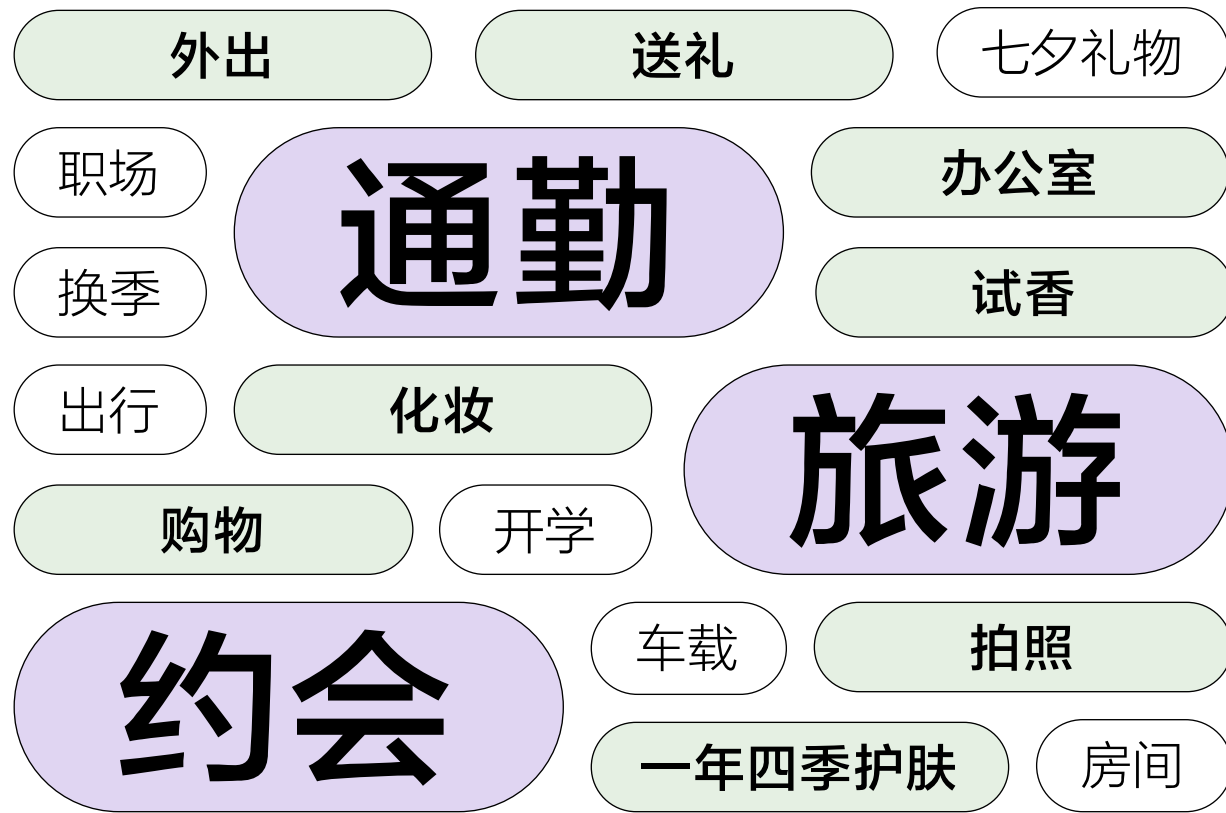 外出
送礼
七夕礼物
职场
通勤
办公室
换季
试香
出行
化妆
旅游
购物
开学
约会
车载
拍照
一年四季护肤
房间